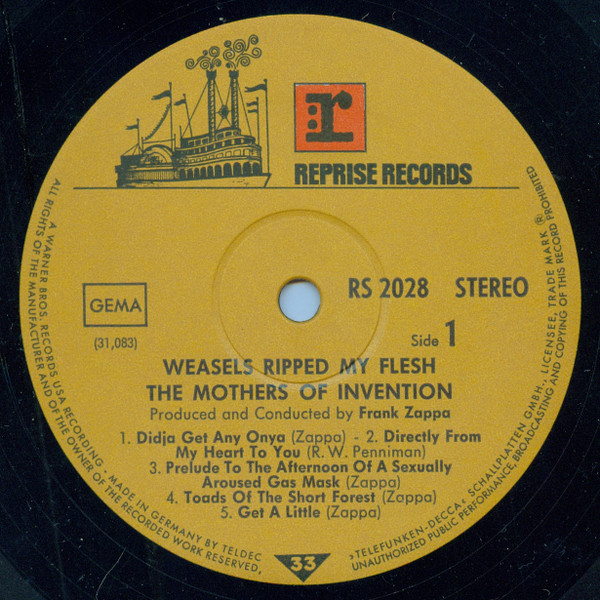 r
REPRISE RECORDS
GEMA
(31,083)
RS 2028 STEREO
Side 1
WEASELS RIPPED MY FLESH
THE MOTHERS OF INVENTION
Produced and Conducted by Frank Zappa
1. Didja Get Any Onya (Zappa) - 2. Directly From
My Heart To You (R. W. Penniman)
3. Prelude To The Afternoon Of A Sexually
Aroused Gas Mask (Zappa)
4. Toads Of The Short Forest (Zappa)
5. Get A Little (Zappa)
33
A WARNER BROS. RECORDS USA RECORDING · MADE IN GERMANY BY TELDEC
»TELEFUNKEN-DECCA« SCHALLPLATTEN GMBH., LICENSEE, TRADE MARK ®
ALL RIGHTS OF THE MANUFACTURER AND OF THE OWNER OF THE RECORDED WORK RESERVED,
UNAUTHORIZED PUBLIC PERFORMANCE, BROADCASTING AND COPYING OF THIS RECORD PROHIBITED